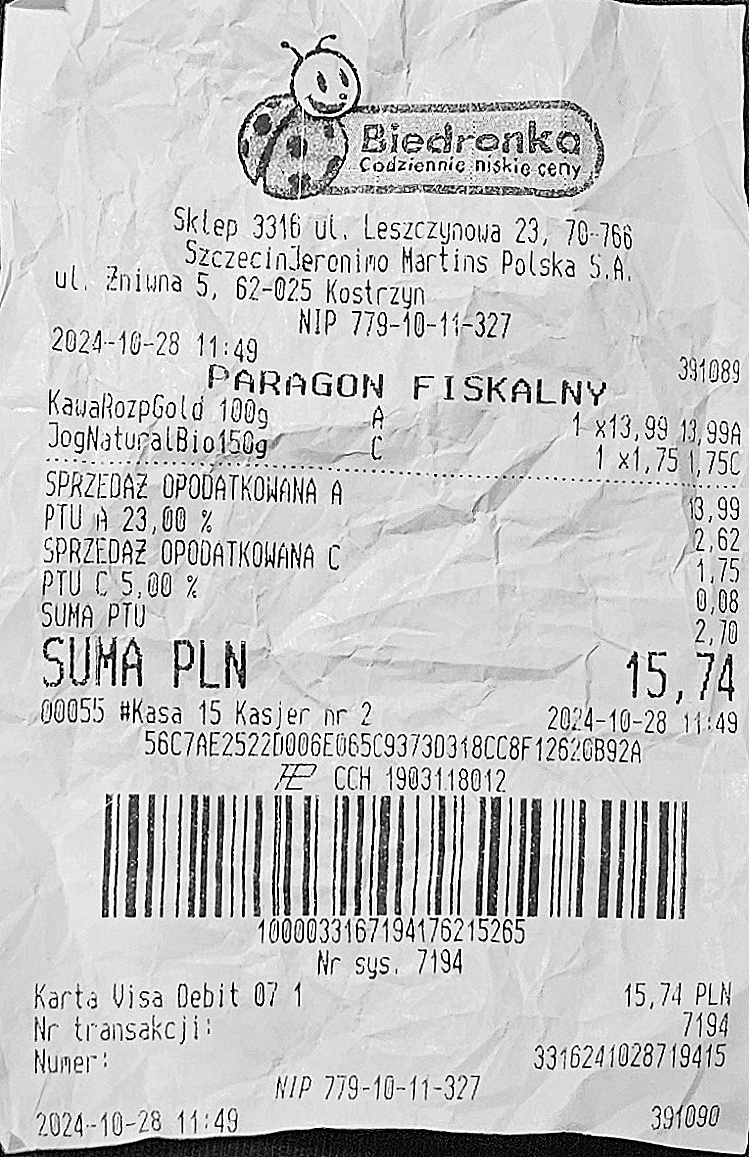 Biedronka
Codziennie niskie ceny
Sklep 3316 ul. Leszczynowa 23, 70-766
SzczecinJeronimo Martins Polska S.A.
ul. Żniwna 5, 62-025 Kostrzyn
NIP 779-10-11-327
2024-10-28 11:49 391089
PARAGON FISKALNY
KawaRozpGold 100g A 1 x13,99 13,99A
JogNaturalBio150g C 1 x1,75 1,75C
SPRZEDAŻ OPODATKOWANA A 13,99
PTU A 23,00 % 2,62
SPRZEDAŻ OPODATKOWANA C 1,75
PTU C 5,00 % 0,08
SUMA PTU 2,70
SUMA PLN 15,74
00055 #Kasa 15 Kasjer nr 2 2024-10-28 11:49
56C7AE2522D006E065C9373D318CC8F12620B92A
CCH 1903118012
1000033167194176215265
Nr sys. 7194
Karta Visa Debit 07 1 15,74 PLN
Nr transakcji: 7194
Numer: 3316241028719415
NIP 779-10-11-327
2024-10-28 11:49 391090